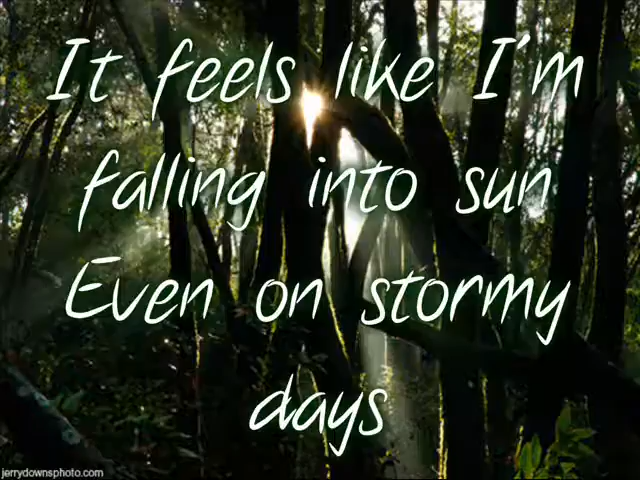 It feels like I'm
falling into sun
Even on stormy
days
jerrydownsphoto.com